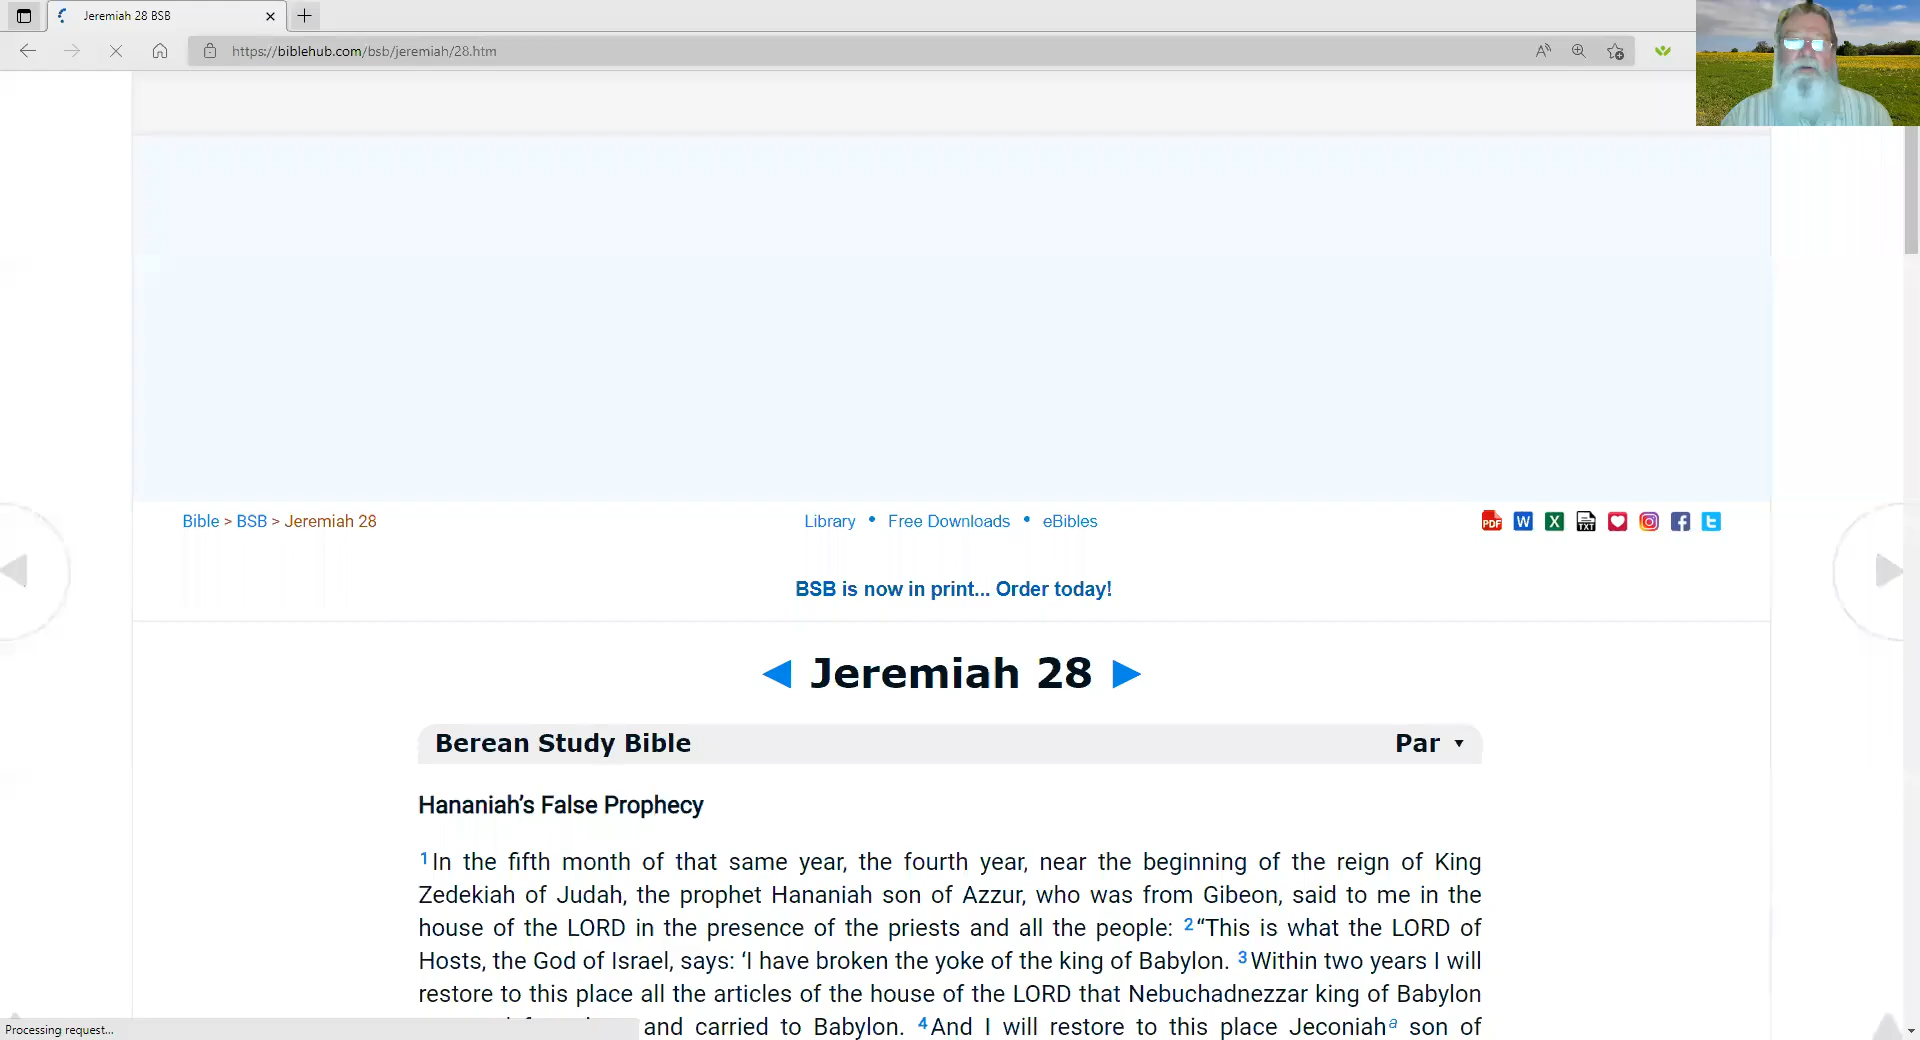 Jeremiah 28 BSB
https://biblehub.com/bsb/jeremiah/28.htm
Bible > BSB > Jeremiah 28
Library • Free Downloads • eBibles
PDF W X TXT
BSB is now in print... Order today!
◄ Jeremiah 28 ►
Berean Study Bible Par ▼
Hananiah’s False Prophecy
1 In the fifth month of that same year, the fourth year, near the beginning of the reign of King
Zedekiah of Judah, the prophet Hananiah son of Azzur, who was from Gibeon, said to me in the
house of the LORD in the presence of the priests and all the people: 2 “This is what the LORD of
Hosts, the God of Israel, says: ‘I have broken the yoke of the king of Babylon. 3 Within two years I will
restore to this place all the articles of the house of the LORD that Nebuchadnezzar king of Babylon
and carried to Babylon. 4 And I will restore to this place Jeconiah a son of
Processing request...